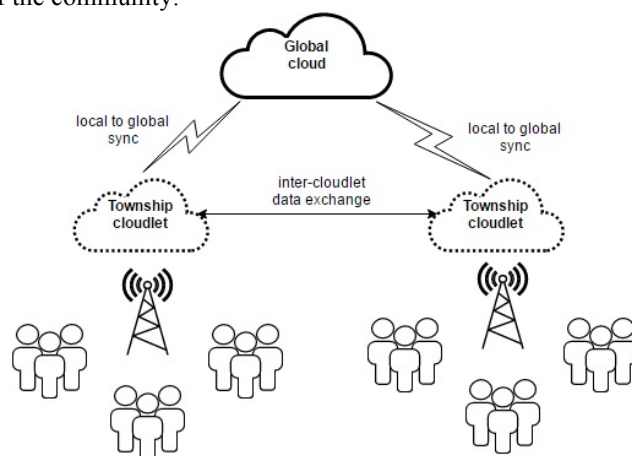 the community.
Global
cloud
local to global
sync
local to global
sync
inter-cloudlet
data exchange
Township
cloudlet
Township
cloudlet